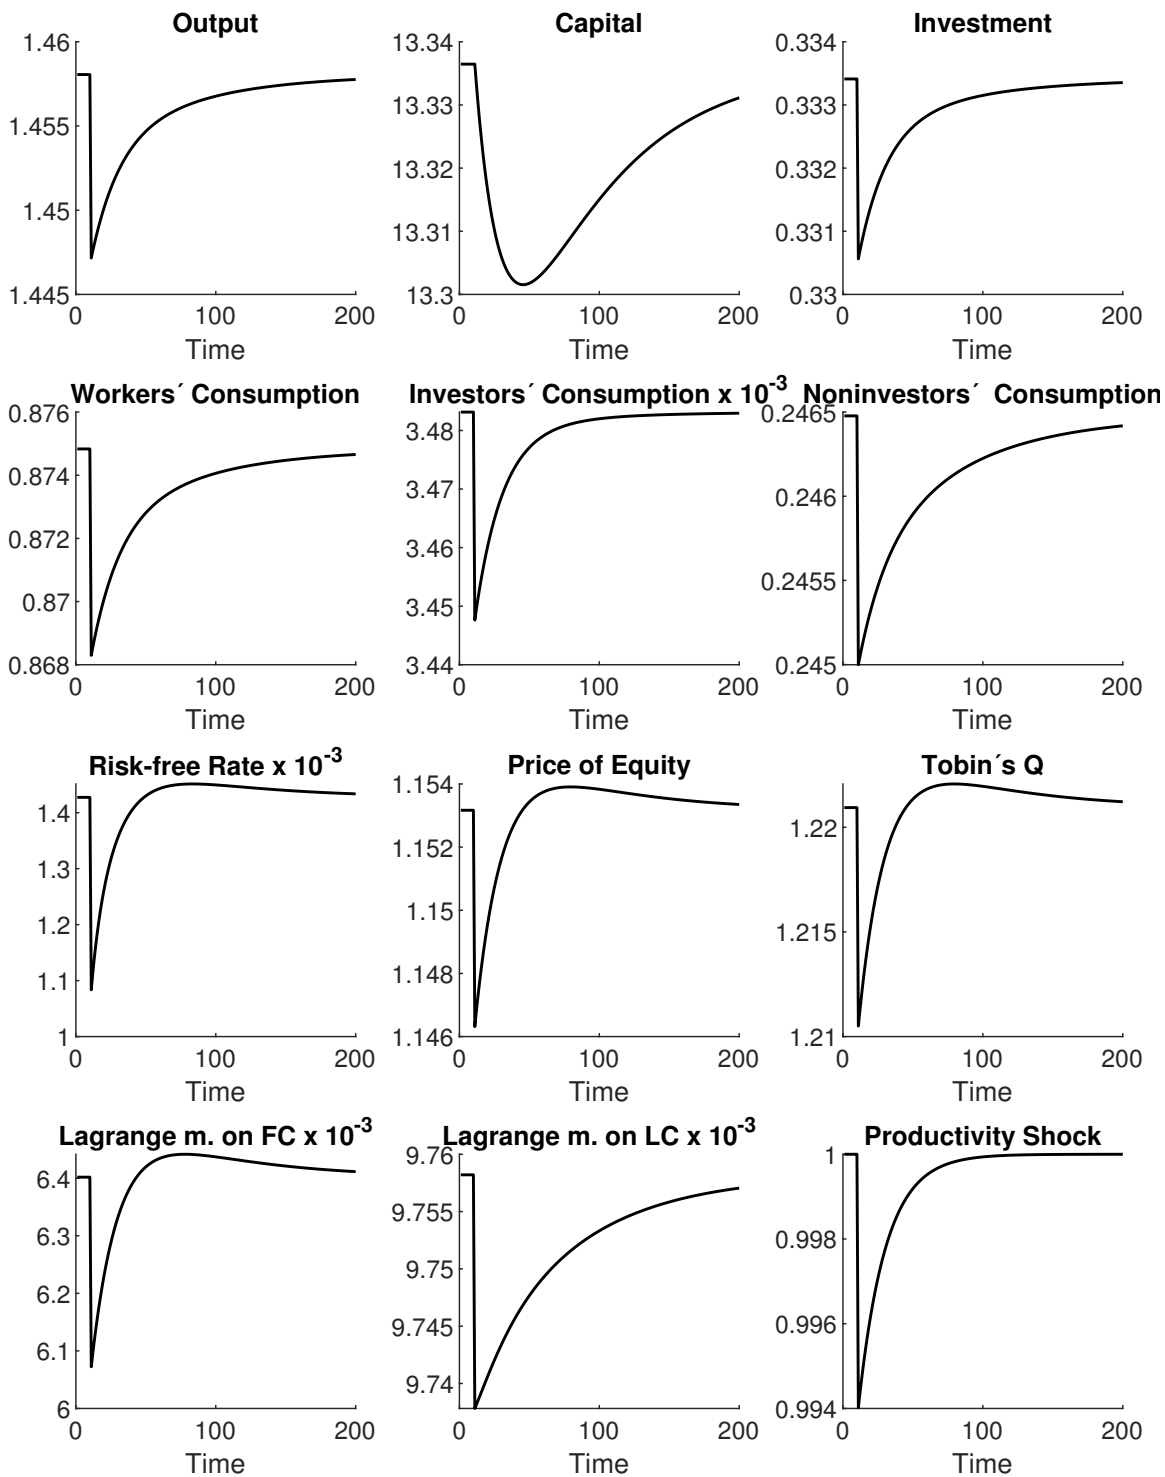 Output Capital Investment
1.46 13.34 0.334
1.455 13.33 0.333
13.32 0.332
1.45 13.31 0.331
1.445 13.3 0.33
0 100 200 0 100 200 0 100 200
Time Time Time
Workers´ Consumption Investors´ Consumption x 10-3 Noninvestors´ Consumption
0.876 3.48 0.2465
0.874 3.47 0.246
0.872 3.46 0.2455
0.87 3.45
0.868 3.44 0.245
0 100 200 0 100 200 0 100 200
Time Time Time
Risk-free Rate x 10-3 Price of Equity Tobin´s Q
1.4 1.154 1.22
1.3 1.152
1.2 1.15 1.215
1.1 1.148
1 1.146 1.21
0 100 200 0 100 200 0 100 200
Time Time Time
Lagrange m. on FC x 10-3 Lagrange m. on LC x 10-3 Productivity Shock
6.4 9.76 1
6.3 9.755 0.998
6.2 9.75 0.996
6.1 9.745
6 9.74 0.994
0 100 200 0 100 200 0 100 200
Time Time Time